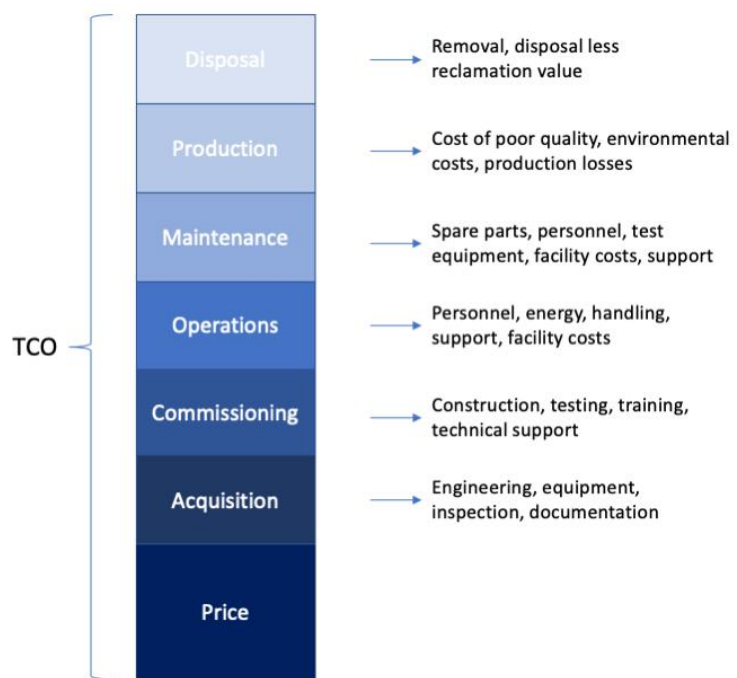 Disposal
Removal, disposal less
reclamation value
Production
Cost of poor quality, environmental
costs, production losses
Maintenance
Spare parts, personnel, test
equipment, facility costs, support
Operations
Personnel, energy, handling,
support, facility costs
TCO
Commissioning
Construction, testing, training,
technical support
Acquisition
Engineering, equipment,
inspection, documentation
Price